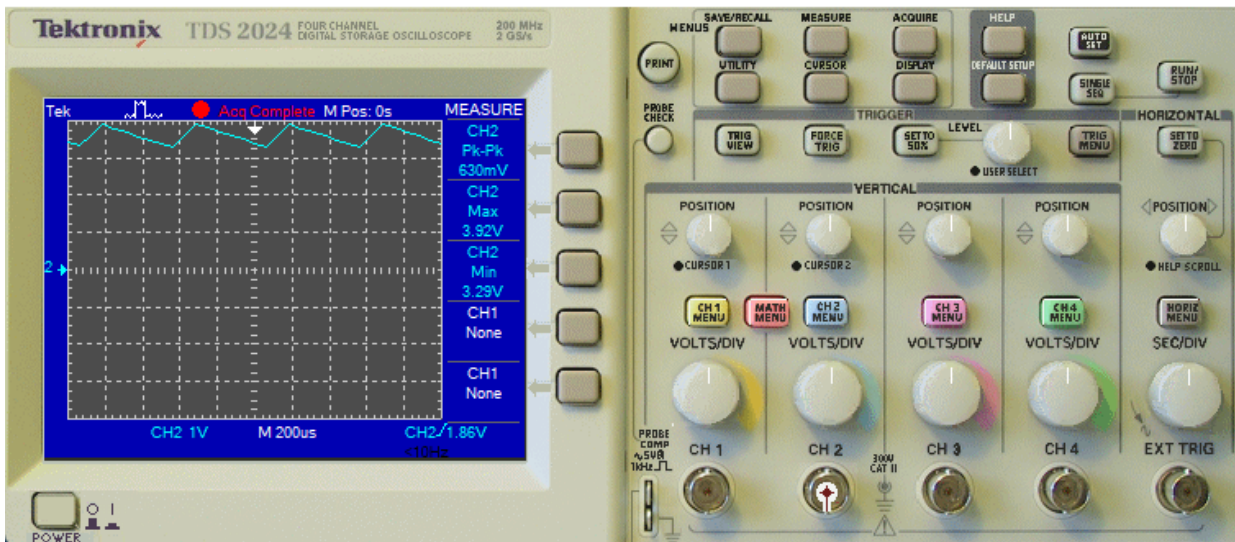 Tektronix TDS 2024 FOUR CHANNEL DIGITAL STORAGE OSCILLOSCOPE 200 MHz 2 GS/s
Tek Acq Complete M Pos: 0s MEASURE
CH2
Pk-Pk
630mV
CH2
Max
3.92V
CH2
Min
3.29V
CH1
None
CH1
None
2
CH2 1V M 200us CH2 / 1.86V
<10Hz
POWER
MENUS
SAVE/RECALL MEASURE ACQUIRE
UTILITY CURSOR DISPLAY
HELP
DEFAULT SETUP
AUTO SET
SINGLE SEQ
RUN/STOP
PRINT
PROBE CHECK
TRIGGER
TRIG VIEW
FORCE TRIG
SET TO 50%
LEVEL
USER SELECT
TRIG MENU
HORIZONTAL
SET TO ZERO
VERTICAL
POSITION POSITION POSITION POSITION POSITION
CURSOR 1 CURSOR 2 HELP SCROLL
CH 1 MENU
MATH MENU
CH 2 MENU
CH 3 MENU
CH 4 MENU
HORIZ MENU
VOLTS/DIV VOLTS/DIV VOLTS/DIV VOLTS/DIV SEC/DIV
PROBE COMP
~5V@
1kHz
CH 1 CH 2 CH 3 CH 4 EXT TRIG
300V
CAT II